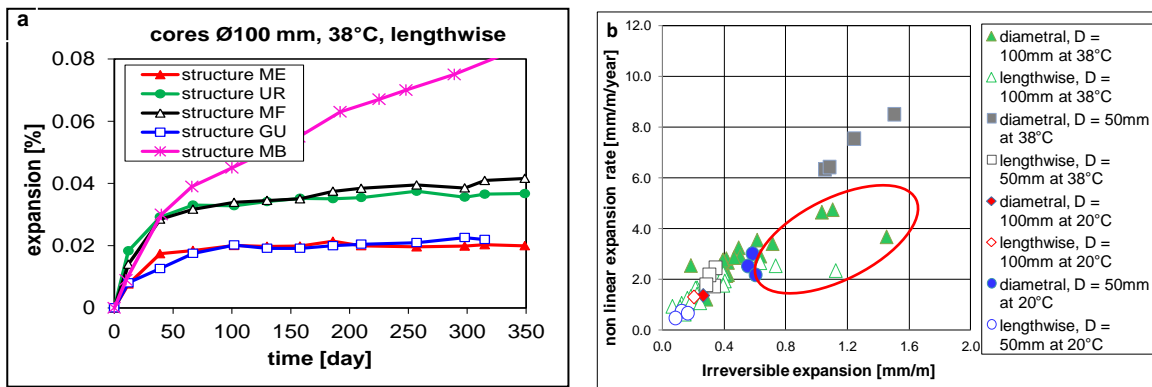 a
cores Ø100 mm, 38°C, lengthwise
0.08
0.06
0.04
0.02
0
structure ME
structure UR
structure MF
structure GU
structure MB
0 50 100 150 200 250 300 350
expansion [%]
time [day]
b
12.0
10.0
8.0
6.0
4.0
2.0
0.0
0.0 0.4 0.8 1.2 1.6 2.0
non linear expansion rate [mm/m/year]
Irreversible expansion [mm/m]
diametral, D =
100mm at 38°C
lengthwise, D =
100mm at 38°C
diametral, D = 50mm
at 38°C
lengthwise, D =
50mm at 38°C
diametral, D =
100mm at 20°C
lengthwise, D =
100mm at 20°C
diametral, D = 50mm
at 20°C
lengthwise, D =
50mm at 20°C